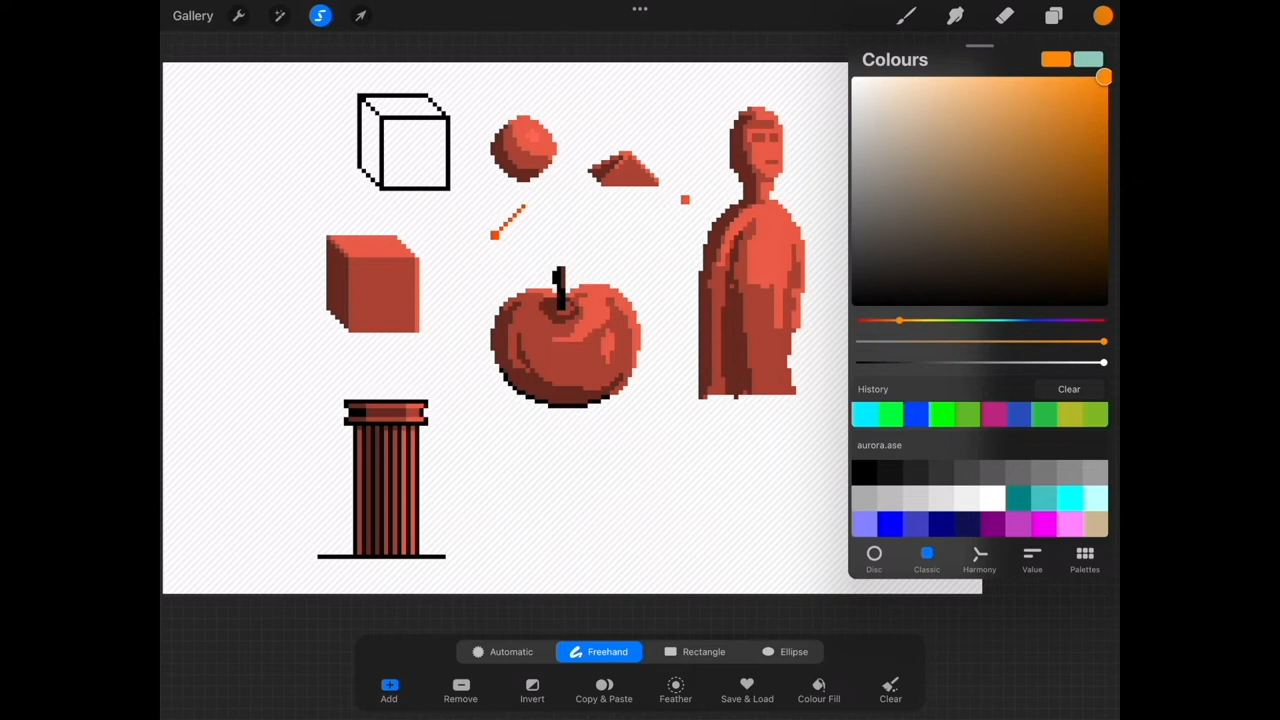 Gallery
Colours
History
Clear
aurora.ase
Disc
Classic
Harmony
Value
Palettes
Automatic
Freehand
Rectangle
Ellipse
Add
Remove
Invert
Copy & Paste
Feather
Save & Load
Colour Fill
Clear